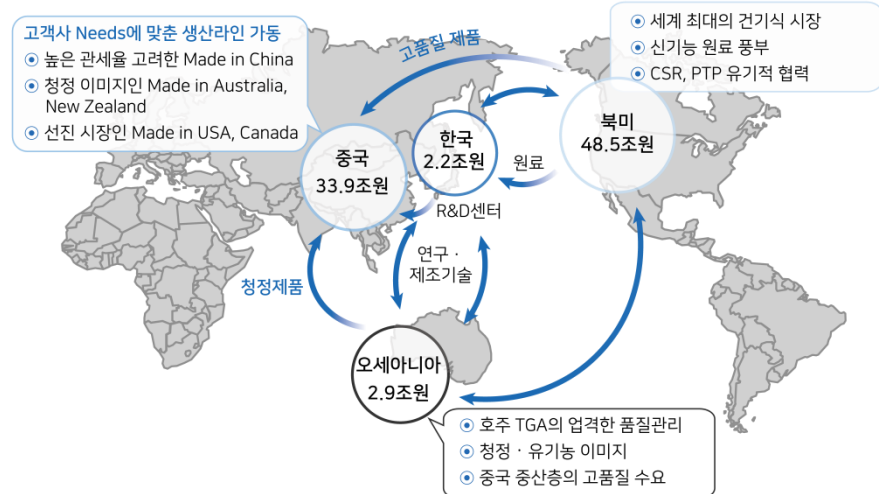 고객사 Needs에 맞춘 생산라인 가동
높은 관세율 고려한 Made in China
청정 이미지인 Made in Australia,
New Zealand
선진 시장인 Made in USA, Canada
고품질 제품
세계 최대의 건기식 시장
신기능 원료 풍부
CSR, PTP 유기적 협력
중국
33.9조원
한국
2.2조원
북미
48.5조원
원료
R&D센터
연구 ·
제조기술
청정제품
오세아니아
2.9조원
호주 TGA의 업격한 품질관리
청정 · 유기농 이미지
중국 중산층의 고품질 수요